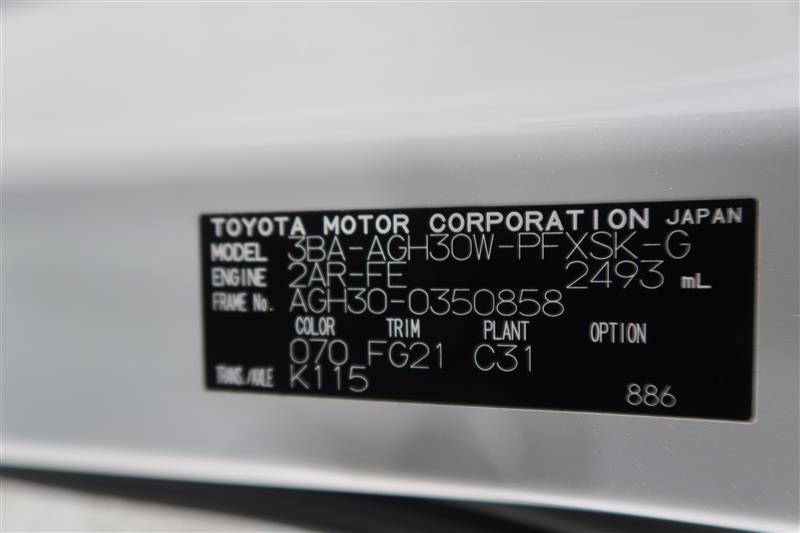 TOYOTA MOTOR CORPORATION JAPAN
MODEL 3BA-AGH30W-PFXSK-G
ENGINE 2AR-FE 2493 mL
FRAME No. AGH30-0350858
COLOR TRIM PLANT OPTION
070 FG21 C31
TRANS./AXLE K115
886